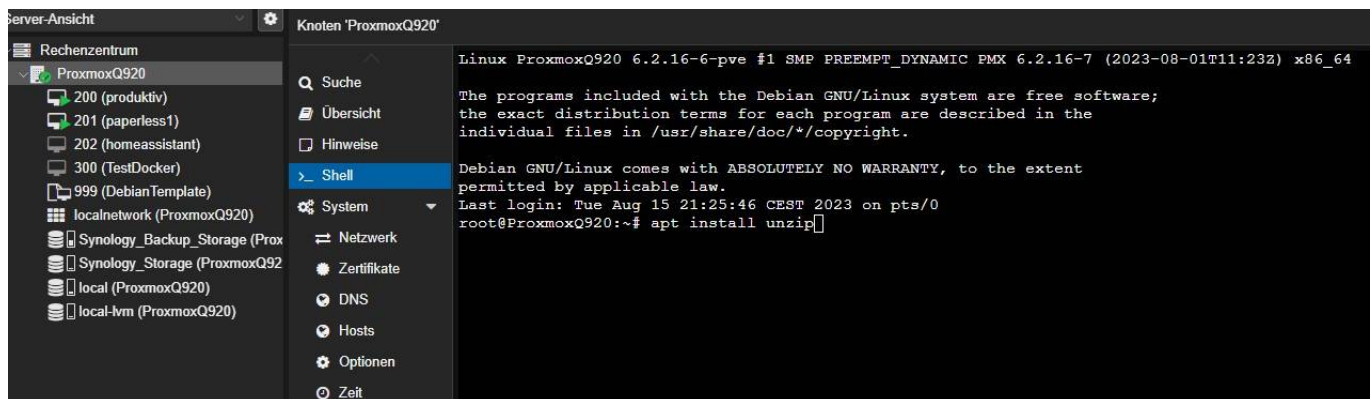 Server-Ansicht
Rechenzentrum
ProxmoxQ920
200 (produktiv)
201 (paperless1)
202 (homeassistant)
300 (TestDocker)
999 (DebianTemplate)
localnetwork (ProxmoxQ920)
Synology_Backup_Storage (Prox
Synology_Storage (ProxmoxQ92
local (ProxmoxQ920)
local-lvm (ProxmoxQ920)
Knoten 'ProxmoxQ920'
Suche
Übersicht
Hinweise
>_ Shell
System
Netzwerk
Zertifikate
DNS
Hosts
Optionen
Zeit
Linux ProxmoxQ920 6.2.16-6-pve #1 SMP PREEMPT_DYNAMIC PMX 6.2.16-7 (2023-08-01T11:23Z) x86_64
The programs included with the Debian GNU/Linux system are free software;
the exact distribution terms for each program are described in the
individual files in /usr/share/doc/*/copyright.
Debian GNU/Linux comes with ABSOLUTELY NO WARRANTY, to the extent
permitted by applicable law.
Last login: Tue Aug 15 21:25:46 CEST 2023 on pts/0
root@ProxmoxQ920:~# apt install unzip